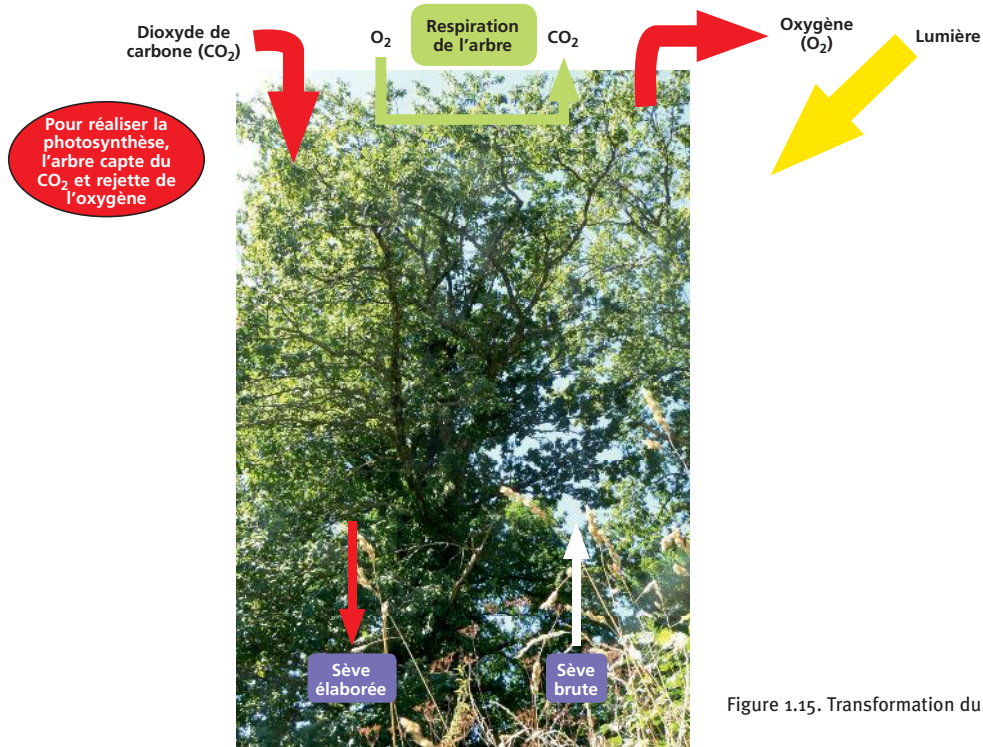 Dioxyde de
carbone (CO₂)
O₂
Respiration
de l'arbre
CO₂
Oxygène
(O₂)
Lumière
Pour réaliser la
photosynthèse,
l'arbre capte du
CO₂ et rejette de
l'oxygène
Sève
élaborée
Sève
brute
Figure 1.15. Transformation du